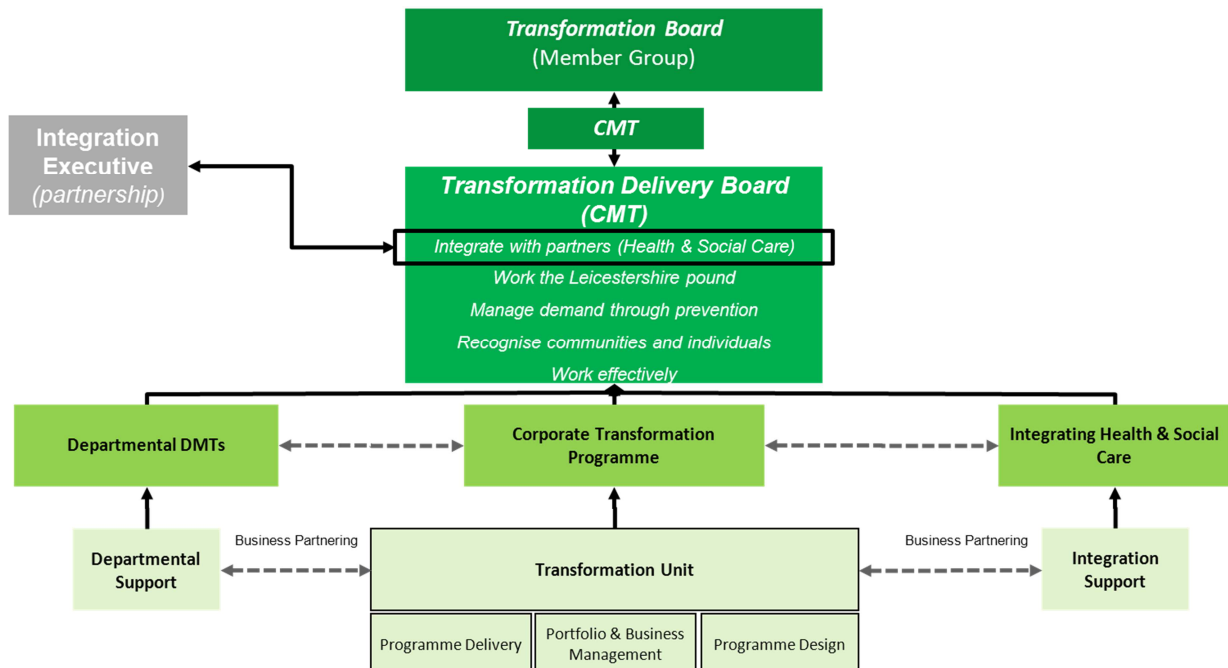 Transformation Board
(Member Group)
CMT
Integration
Executive
(partnership)
Transformation Delivery Board
(CMT)
Integrate with partners (Health & Social Care)
Work the Leicestershire pound
Manage demand through prevention
Recognise communities and individuals
Work effectively
Departmental DMTs
Corporate Transformation
Programme
Integrating Health & Social
Care
Departmental
Support
Business Partnering
Transformation Unit
Business Partnering
Integration
Support
Programme Delivery
Portfolio & Business
Management
Programme Design